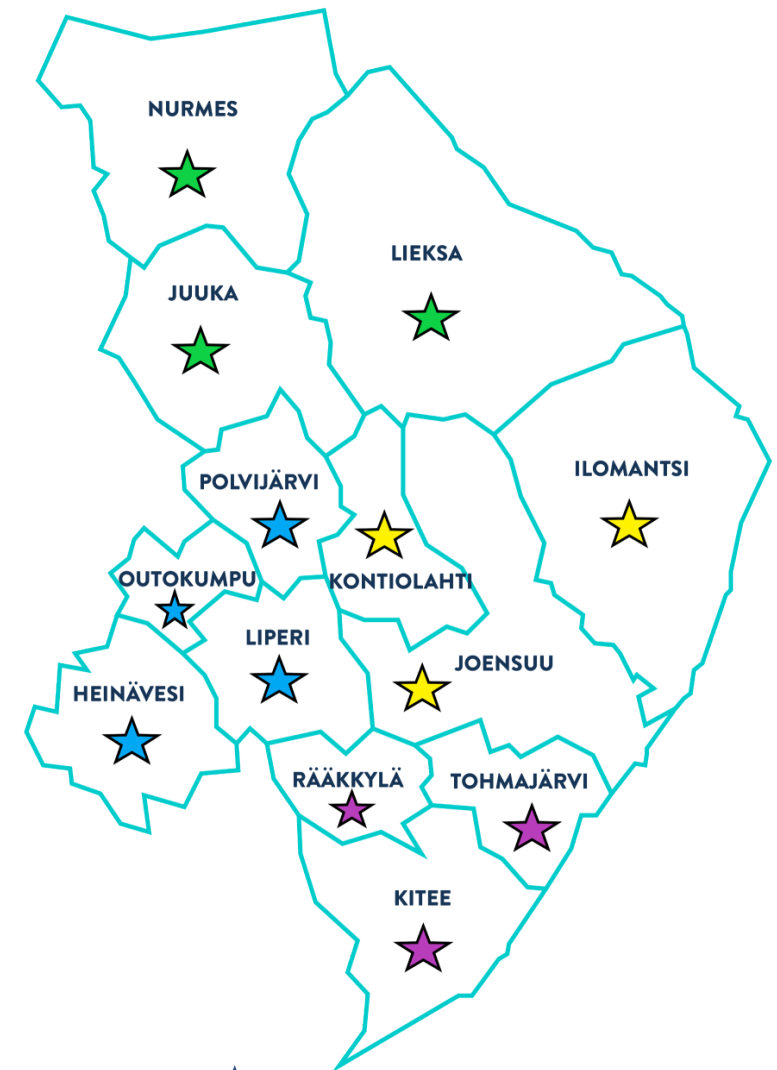 NURMES
LIEKSA
JUUKA
ILOMANTSI
POLVIJÄRVI
OUTOKUMPU
KONTIOLAHTI
LIPERI
JOENSUU
HEINÄVESI
RÄÄKKYLÄ
TOHMAJÄRVI
KITEE